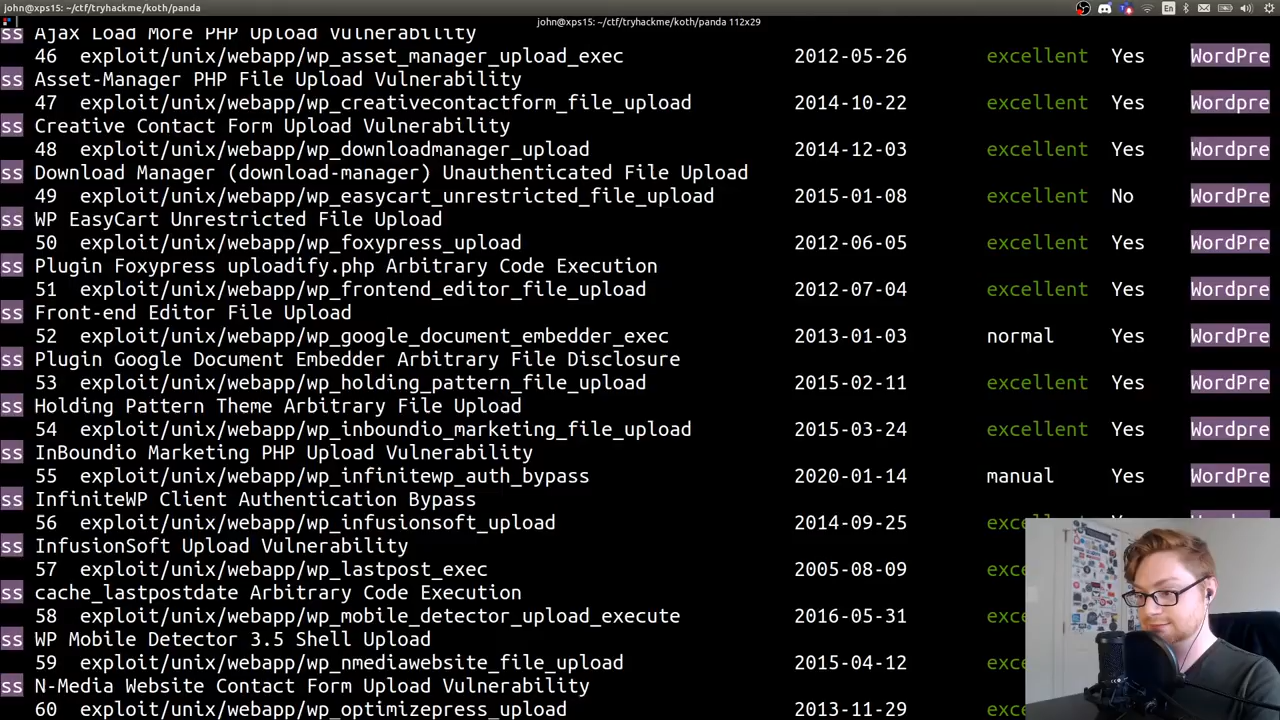 john@xps15: ~/ctf/tryhackme/koth/panda
En
john@xps15: ~/ctf/tryhackme/koth/panda 112x29
ss Ajax Load More PHP Upload Vulnerability
46 exploit/unix/webapp/wp_asset_manager_upload_exec 2012-05-26 excellent Yes WordPre
ss Asset-Manager PHP File Upload Vulnerability
47 exploit/unix/webapp/wp_creativecontactform_file_upload 2014-10-22 excellent Yes Wordpre
ss Creative Contact Form Upload Vulnerability
48 exploit/unix/webapp/wp_downloadmanager_upload 2014-12-03 excellent Yes Wordpre
ss Download Manager (download-manager) Unauthenticated File Upload
49 exploit/unix/webapp/wp_easycart_unrestricted_file_upload 2015-01-08 excellent No WordPre
ss WP EasyCart Unrestricted File Upload
50 exploit/unix/webapp/wp_foxypress_upload 2012-06-05 excellent Yes WordPre
ss Plugin Foxypress uploadify.php Arbitrary Code Execution
51 exploit/unix/webapp/wp_frontend_editor_file_upload 2012-07-04 excellent Yes Wordpre
ss Front-end Editor File Upload
52 exploit/unix/webapp/wp_google_document_embedder_exec 2013-01-03 normal Yes WordPre
ss Plugin Google Document Embedder Arbitrary File Disclosure
53 exploit/unix/webapp/wp_holding_pattern_file_upload 2015-02-11 excellent Yes WordPre
ss Holding Pattern Theme Arbitrary File Upload
54 exploit/unix/webapp/wp_inboundio_marketing_file_upload 2015-03-24 excellent Yes Wordpre
ss InBoundio Marketing PHP Upload Vulnerability
55 exploit/unix/webapp/wp_infinitewp_auth_bypass 2020-01-14 manual Yes WordPre
ss InfiniteWP Client Authentication Bypass
56 exploit/unix/webapp/wp_infusionsoft_upload 2014-09-25 exce
ss InfusionSoft Upload Vulnerability
57 exploit/unix/webapp/wp_lastpost_exec 2005-08-09 exc
ss cache_lastpostdate Arbitrary Code Execution
58 exploit/unix/webapp/wp_mobile_detector_upload_execute 2016-05-31 exc
ss WP Mobile Detector 3.5 Shell Upload
59 exploit/unix/webapp/wp_nmediawebsite_file_upload 2015-04-12 exc
ss N-Media Website Contact Form Upload Vulnerability
60 exploit/unix/webapp/wp_optimizepress_upload 2013-11-29 exc